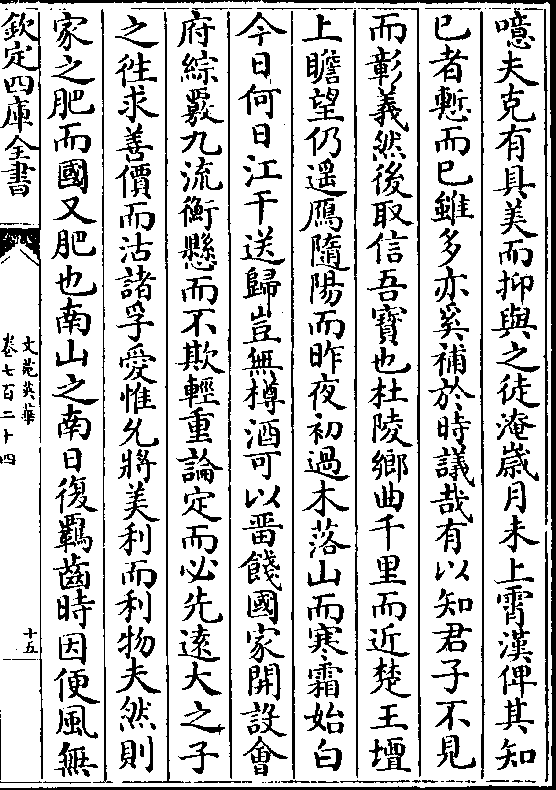 噫夫克有具美而抑與之徒淹歲月未上霄漢俾其知
已者慙而已雖多亦奚補於時議哉有以知君子不見
而彰義然後取信吾寶也杜陵鄉曲千里而近楚王壇
上瞻望仍遥鴈隨陽而昨夜初過木落山而寒霜始白
今日何日江干送歸豈無樽酒可以畱餞國家開設會
府綜覈九流衡懸而不欺輕重論定而必先遠大之子
之徃求善價而沽諸孚愛惟允將美利而利物夫然則
家之肥而國又肥也南山之南日復羈齒時因便風無
欽定四庫全書
文苑英華
卷七百二十四
十五